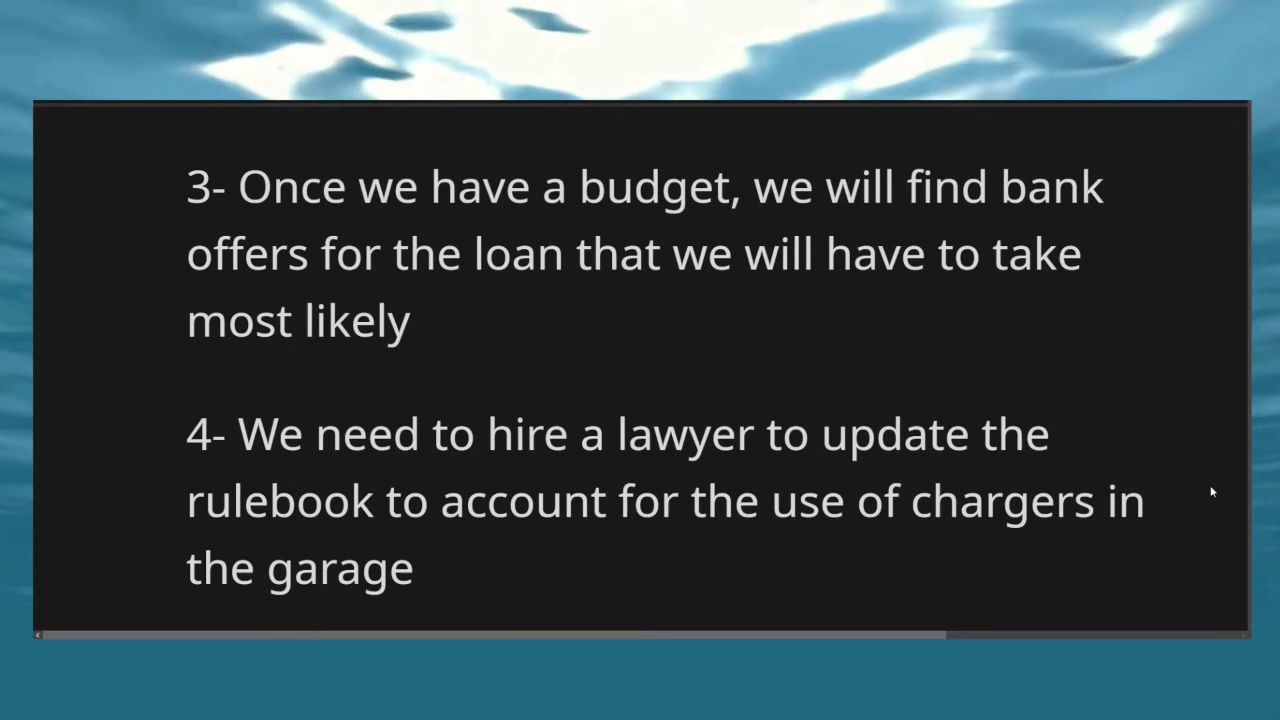 3- Once we have a budget, we will find bank
offers for the loan that we will have to take
most likely
4- We need to hire a lawyer to update the
rulebook to account for the use of chargers in
the garage